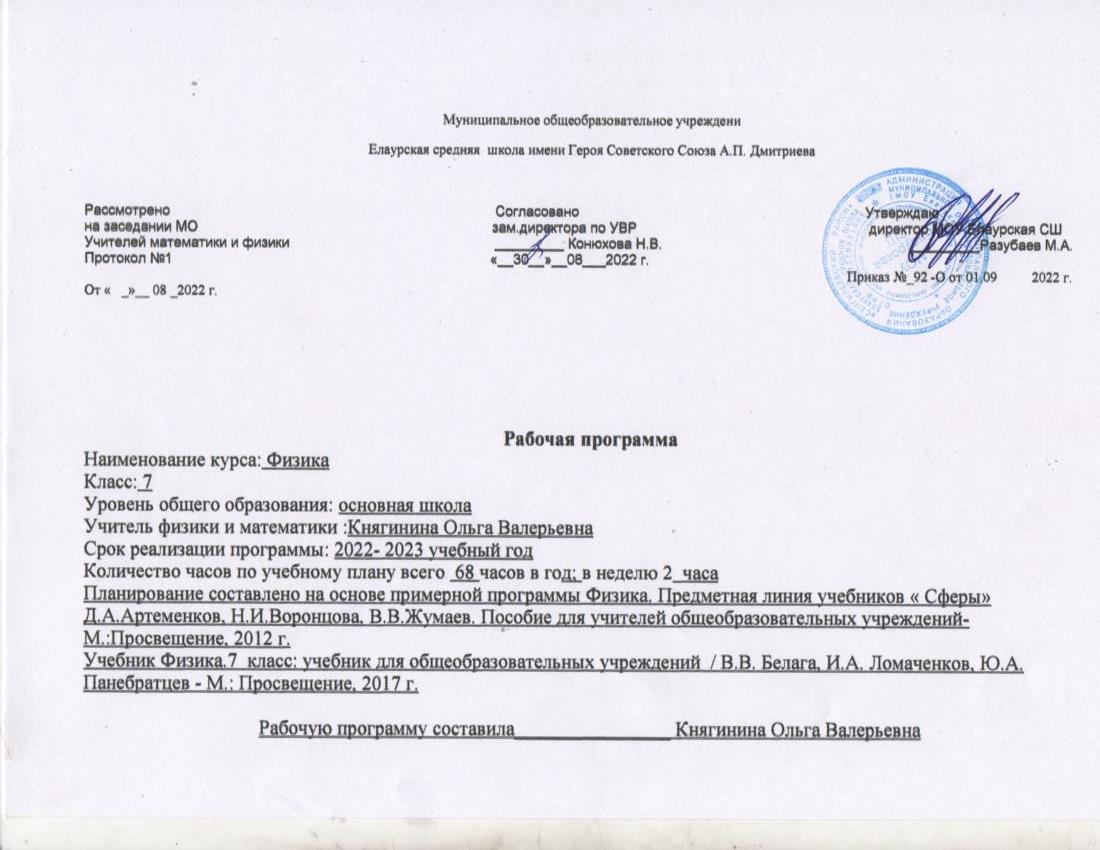 Муниципальное общеобразовательное учреждени
Елаурская средняя школа имени Героя Советского Союза А.П. Дмитриева
Рассмотрено
на заседании МО
Учителей математики и физики
Протокол №1
От « _»__ 08 _2022 г.
Согласовано
зам.директора по УВР
_________ Конюхова Н.В.
«__30__»__08___2022 г.
Утверждаю
директор МОУ Елаурская СШ
Разубаев М.А.
Приказ №_92 -О от 01.09 2022 г.
Рабочая программа
Наименование курса: Физика
Класс: 7
Уровень общего образования: основная школа
Учитель физики и математики :Княгинина Ольга Валерьевна
Срок реализации программы: 2022- 2023 учебный год
Количество часов по учебному плану всего 68 часов в год; в неделю 2 часа
Планирование составлено на основе примерной программы Физика. Предметная линия учебников « Сферы»
Д.А.Артеменков, Н.И.Воронцова, В.В.Жумаев. Пособие для учителей общеобразовательных учреждений-
М.:Просвещение, 2012 г.
Учебник Физика.7 класс: учебник для общеобразовательных учреждений / В.В. Белага, И.А. Ломаченков, Ю.А.
Панебратцев - М.: Просвещение, 2017 г.
Рабочую программу составила________________ Княгинина Ольга Валерьевна